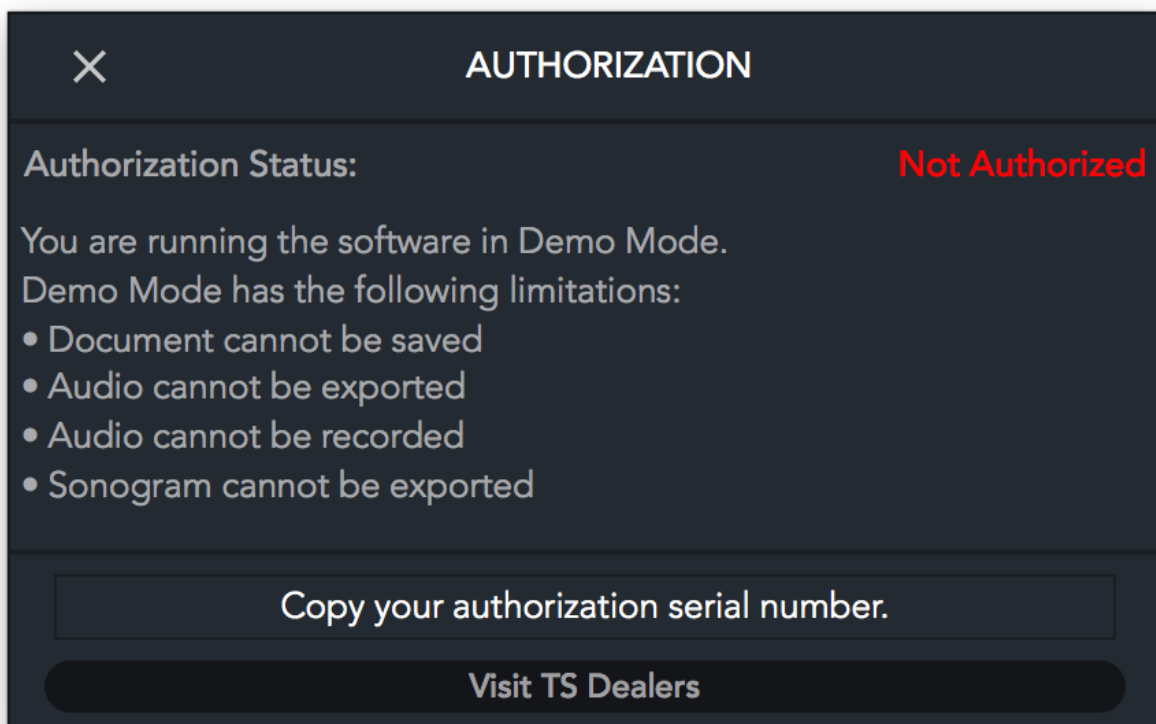 AUTHORIZATION
Authorization Status:
Not Authorized
You are running the software in Demo Mode.
Demo Mode has the following limitations:
• Document cannot be saved
• Audio cannot be exported
• Audio cannot be recorded
• Sonogram cannot be exported
Copy your authorization serial number.
Visit TS Dealers